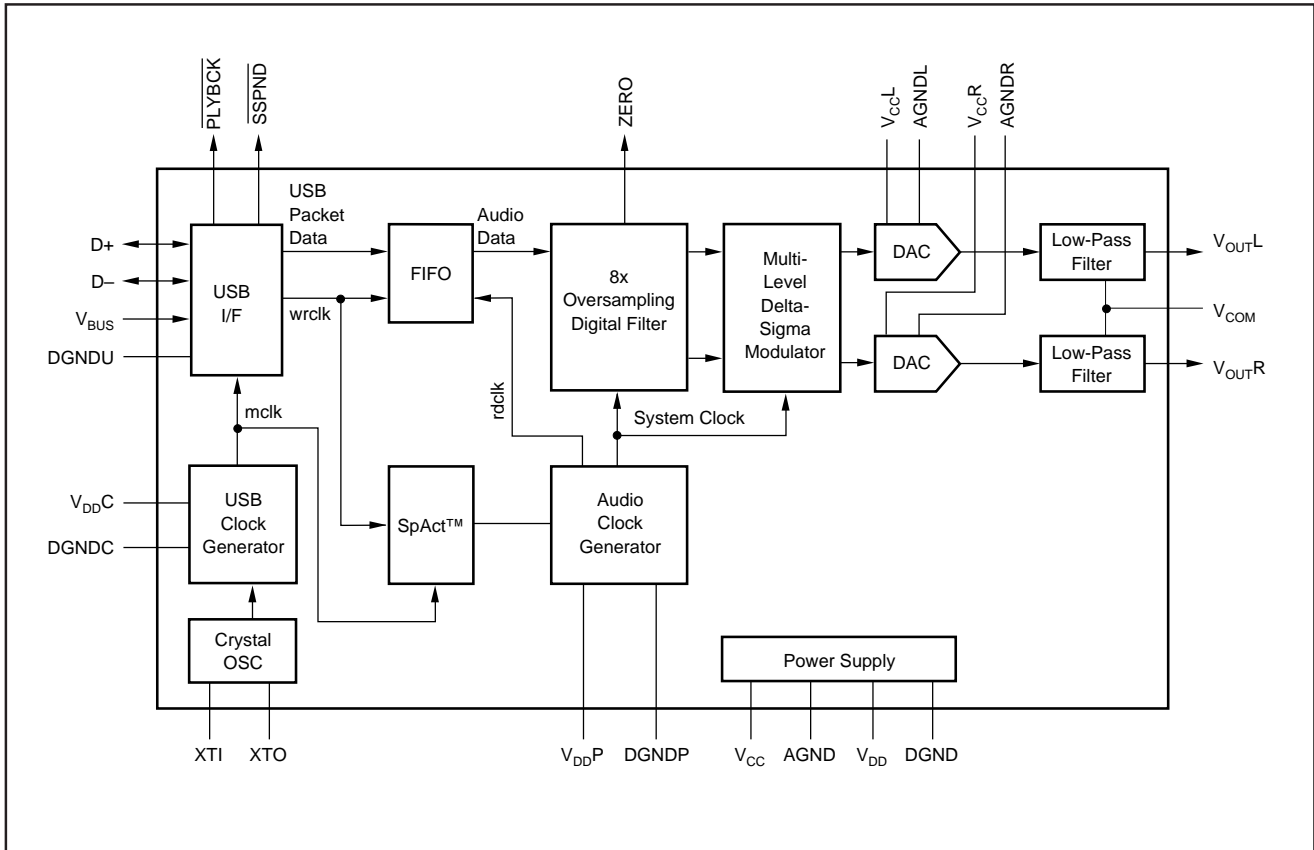 PLYBCK
SSPND
ZERO
VCCL
AGNDL
VCCR
AGNDR
D+
D–
VBUS
DGNDU
USB
I/F
USB
Packet
Data
wrclk
FIFO
Audio
Data
8x
Oversampling
Digital Filter
Multi-
Level
Delta-
Sigma
Modulator
DAC
DAC
Low-Pass
Filter
Low-Pass
Filter
VOUTL
VCOM
VOUTR
mclk
rdclk
System Clock
VDDC
DGNDC
USB
Clock
Generator
SpAct™
Audio
Clock
Generator
Crystal
OSC
Power Supply
XTI
XTO
VDDP
DGNDP
VCC
AGND
VDD
DGND